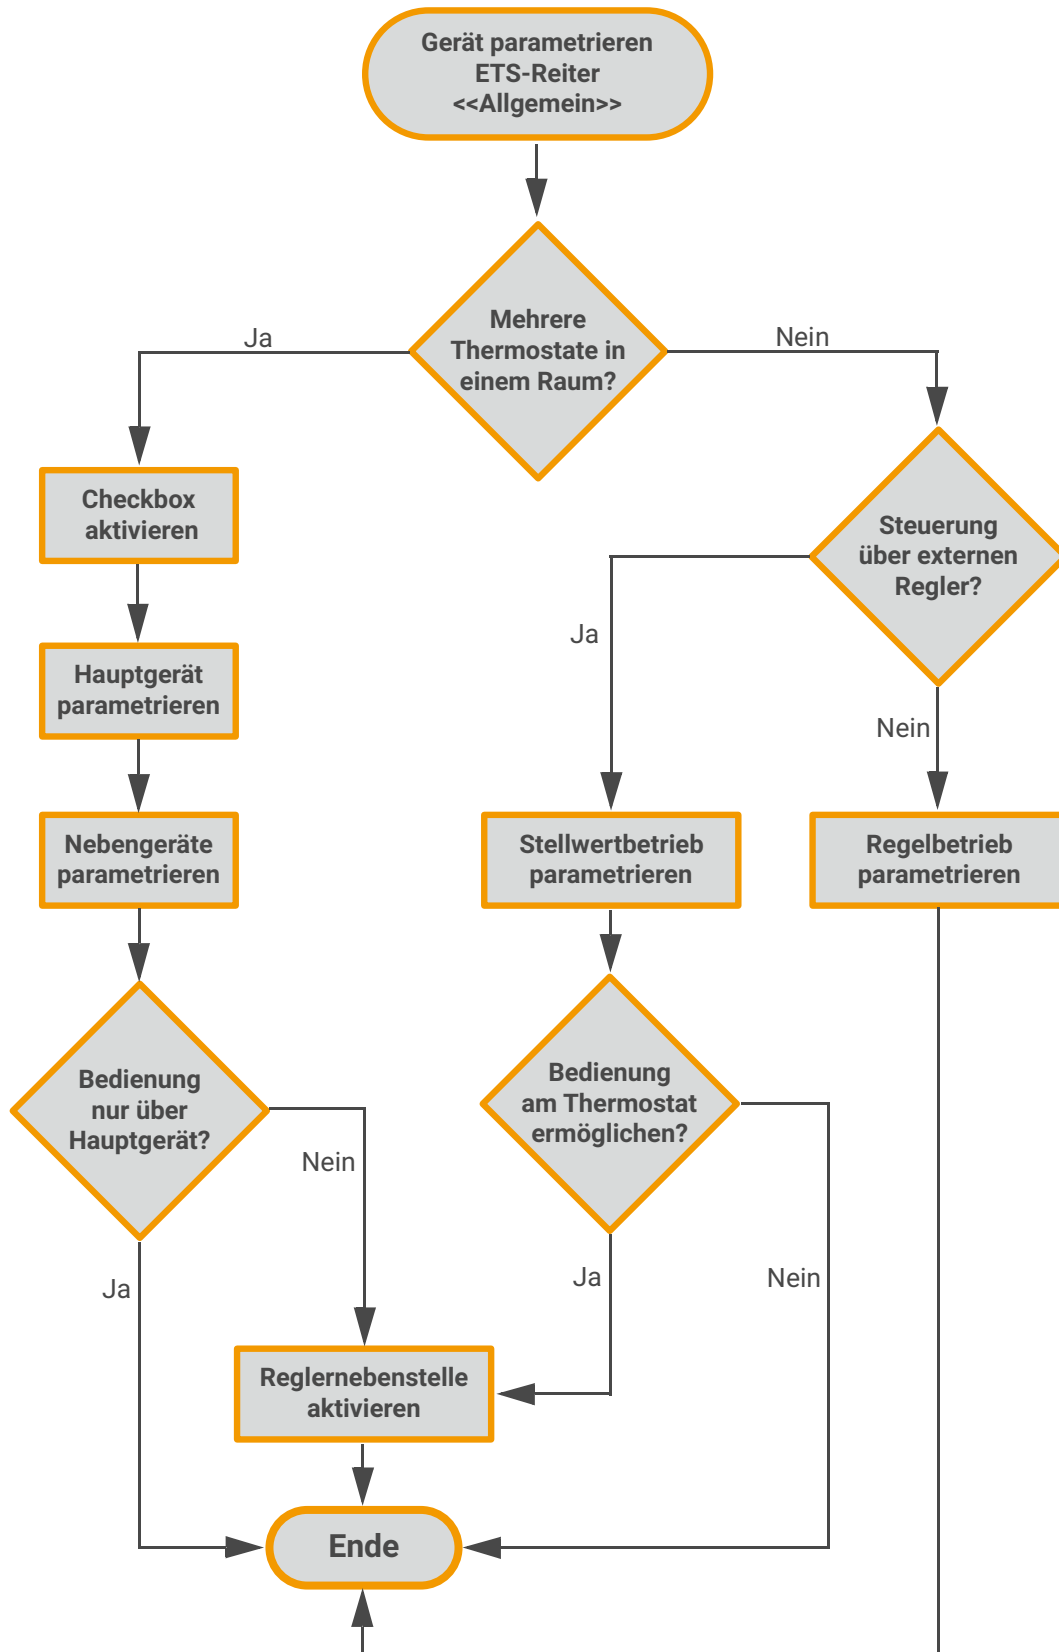 Gerät parametrieren
ETS-Reiter
<<Allgemein>>
Mehrere
Thermostate in
einem Raum?
Ja
Nein
Checkbox
aktivieren
Hauptgerät
parametrieren
Nebengeräte
parametrieren
Bedienung
nur über
Hauptgerät?
Nein
Ja
Steuerung
über externen
Regler?
Ja
Nein
Stellwertbetrieb
parametrieren
Regelbetrieb
parametrieren
Bedienung
am Thermostat
ermöglichen?
Ja
Nein
Reglernebenstelle
aktivieren
Ende